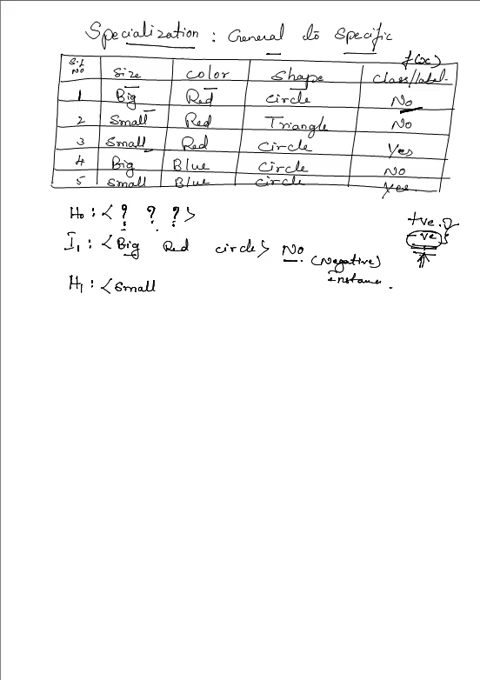 Specialization : General to Specific
f(x)
S.l No Size color shape class/label
1 Big Red circle No
2 Small Red Triangle No
3 Small Red Circle Yes
4 Big Blue Circle No
5 Small Blue circle Yes
H0 : < ? ? ? >
+ve.
I1 : < Big Red circle > No (Negative) -ve
instance.
H1 : < Small